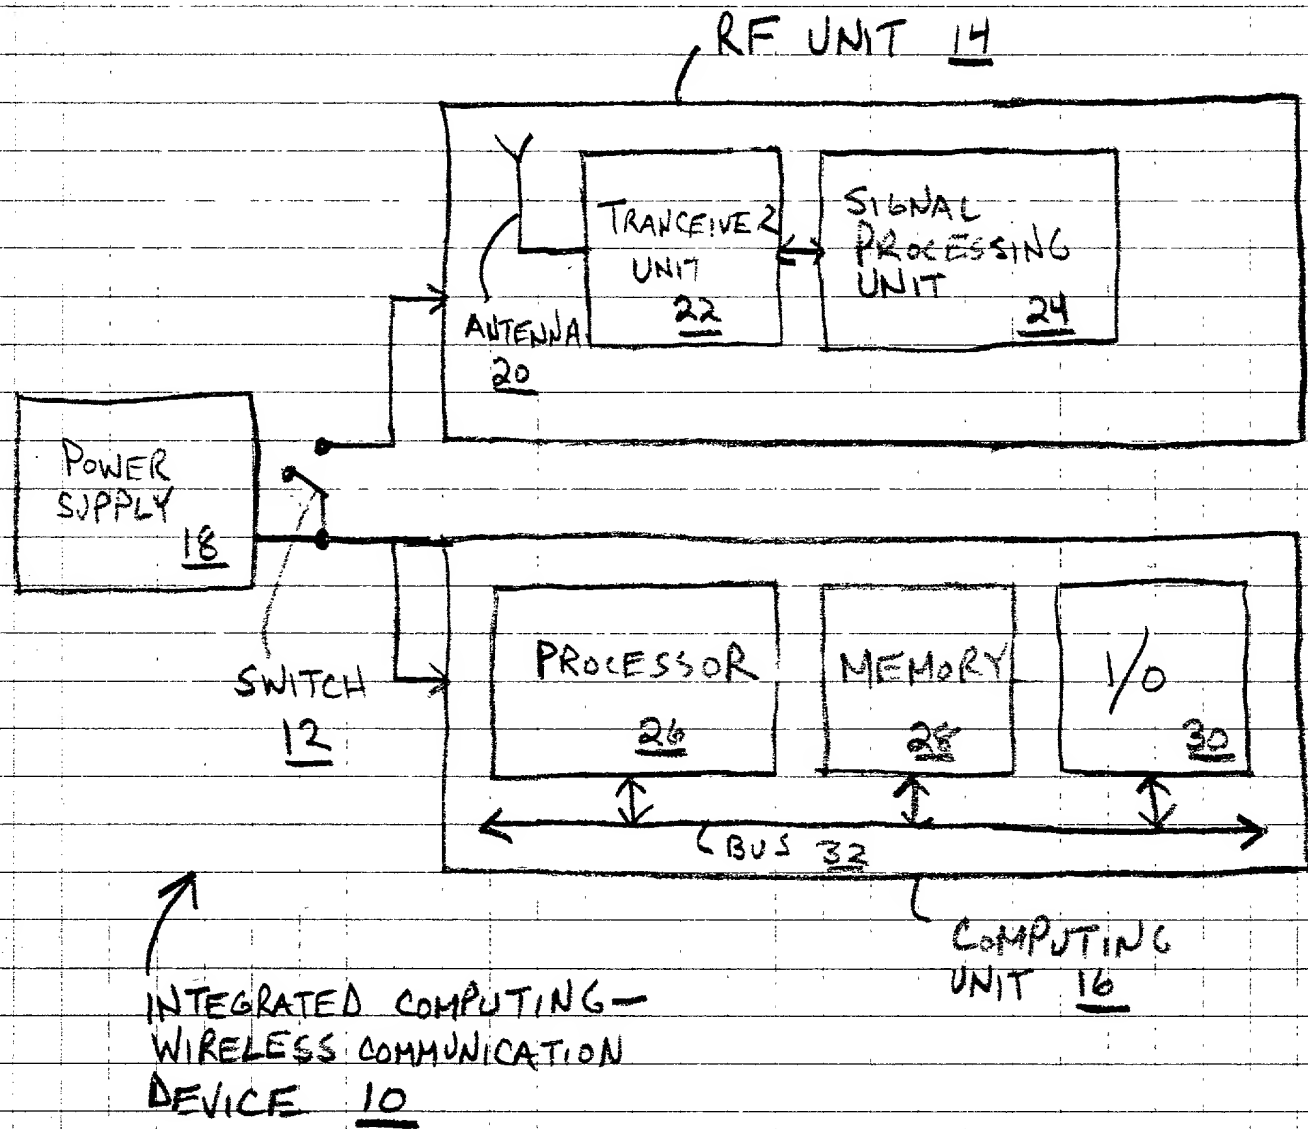 RF UNIT 14
TRANCEIVER
UNIT
22
SIGNAL
PROCESSING
UNIT
24
ANTENNA
20
POWER
SUPPLY
18
SWITCH
12
PROCESSOR
26
MEMORY
28
I/O
30
BUS 32
COMPUTING
UNIT 16
INTEGRATED COMPUTING—
WIRELESS COMMUNICATION
DEVICE 10